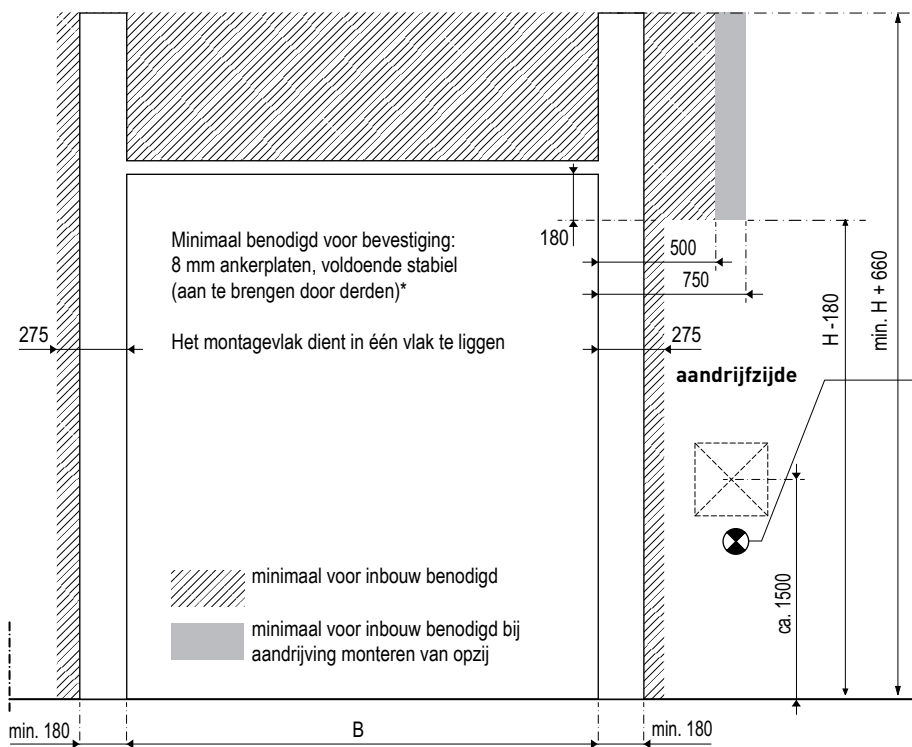 Minimaal benodigd voor bevestiging:
8 mm ankerplaten, voldoende stabiel
(aan te brengen door derden)*
Het montagevlak dient in één vlak te liggen
180
500
750
275
275
aandrijfzijde
H -180
min. H + 660
ca. 1500
minimaal voor inbouw benodigd
minimaal voor inbouw benodigd bij
aandrijving monteren van opzij
min. 180
B
min. 180